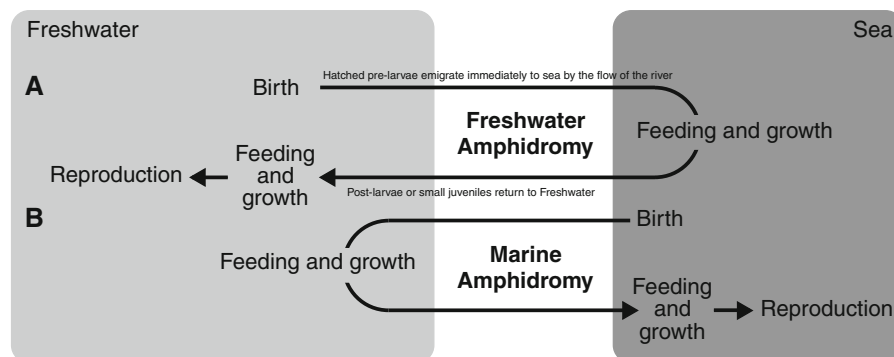 Freshwater
Sea
A
Birth
Hatched pre-larvae emigrate immediately to sea by the flow of the river
Freshwater
Amphidromy
Feeding and growth
Reproduction
Feeding
and
growth
Post-larvae or small juveniles return to Freshwater
B
Birth
Feeding and growth
Marine
Amphidromy
Feeding
and
growth
Reproduction